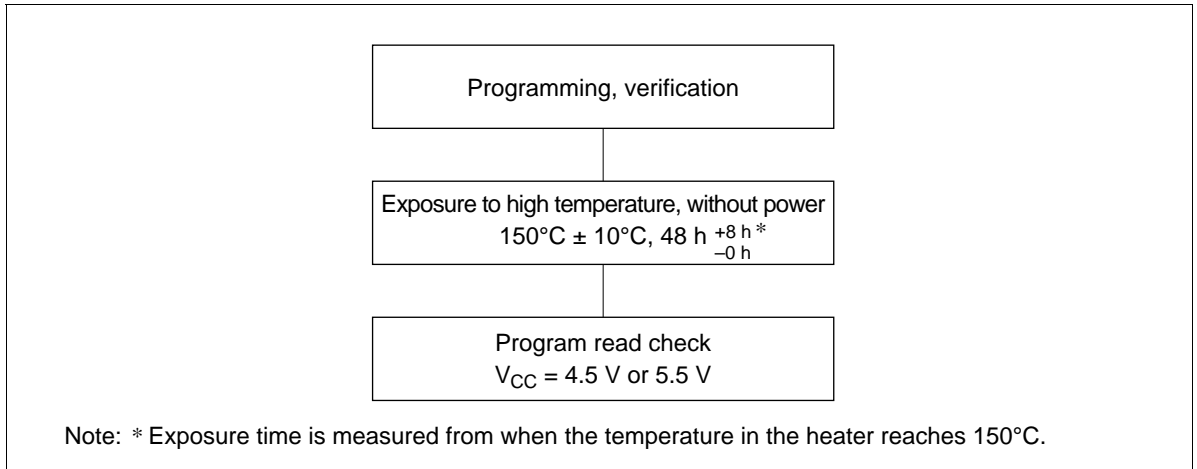 Programming, verification
Exposure to high temperature, without power
150°C ± 10°C, 48 h +8 h *
–0 h
Program read check
VCC = 4.5 V or 5.5 V
Note: * Exposure time is measured from when the temperature in the heater reaches 150°C.